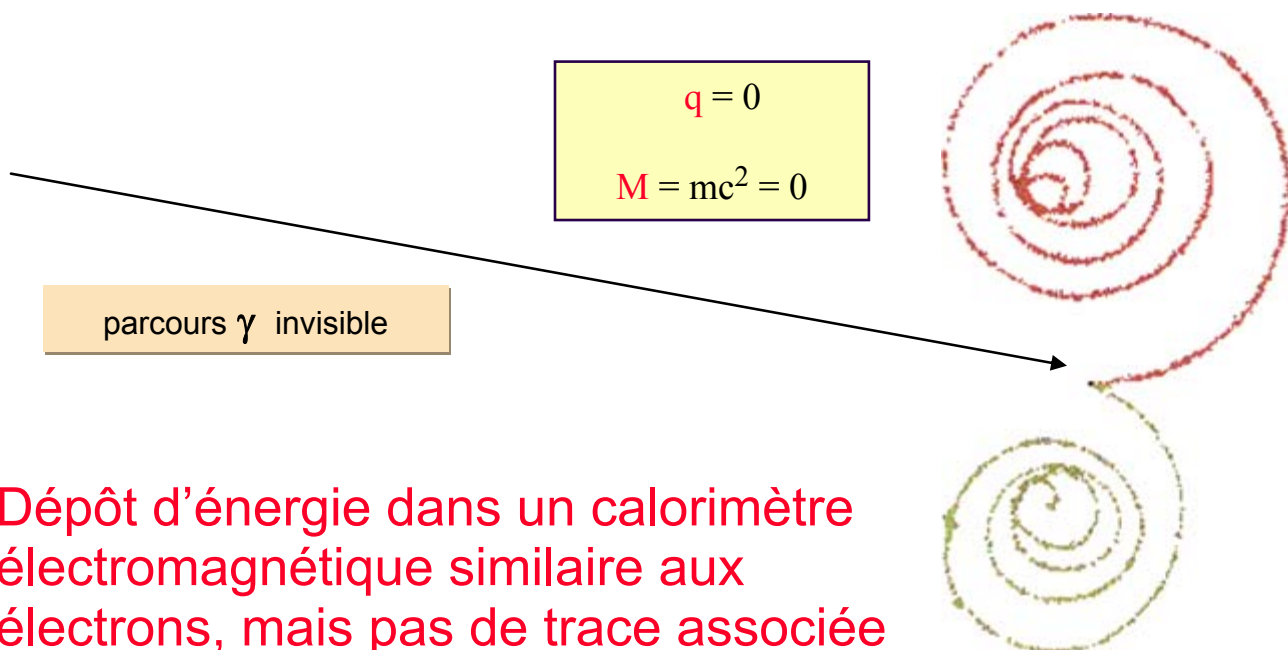 q = 0
M = mc² = 0
parcours γ invisible
Dépôt d’énergie dans un calorimètre
électromagnétique similaire aux
électrons, mais pas de trace associée